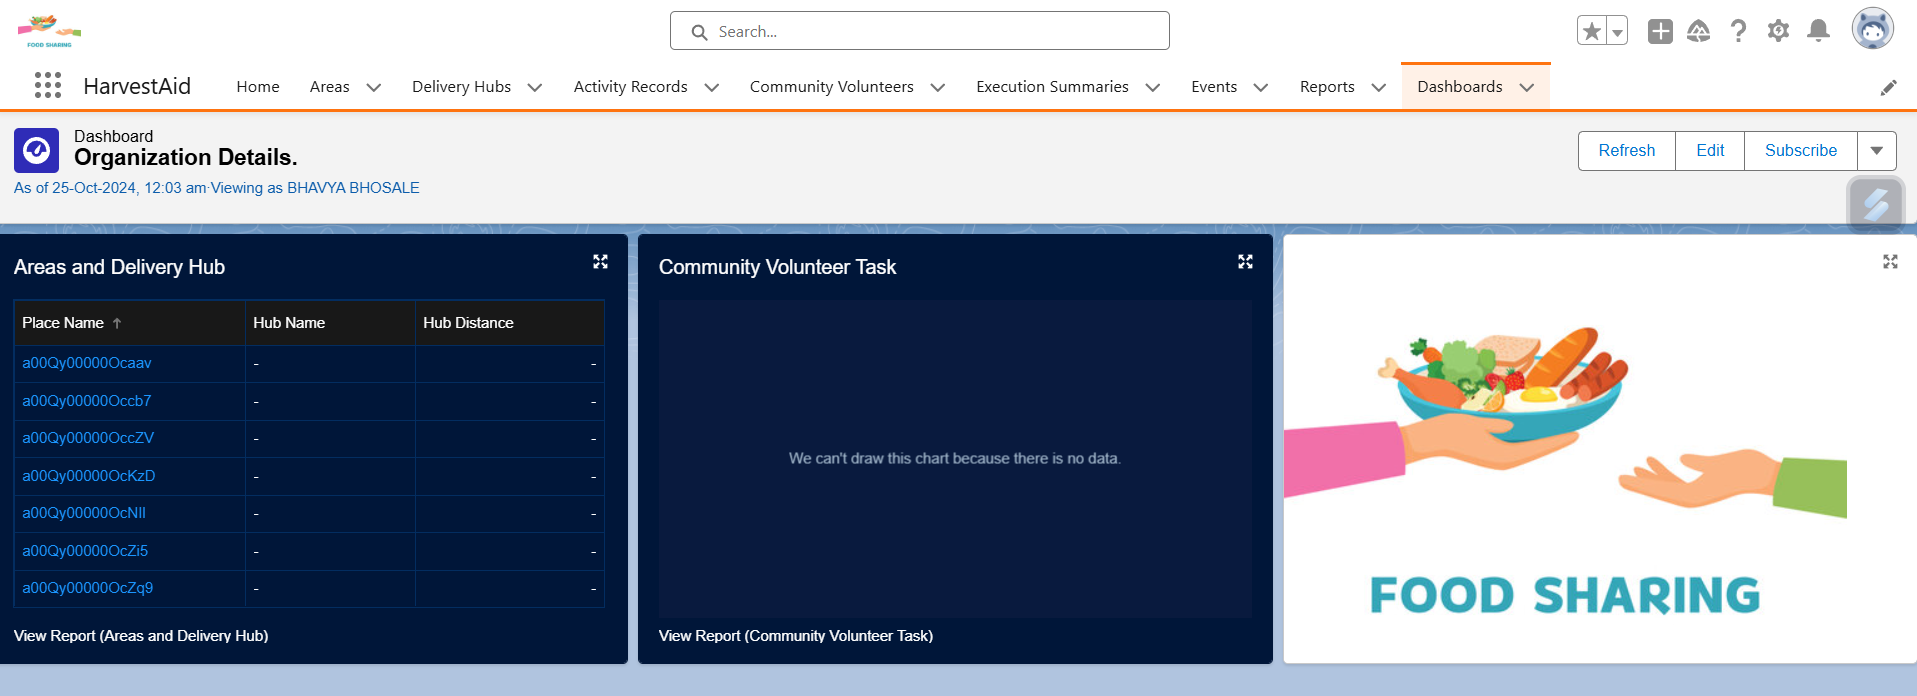 FOOD SHARING
Search...
HarvestAid
Home
Areas
Delivery Hubs
Activity Records
Community Volunteers
Execution Summaries
Events
Reports
Dashboards
Dashboard
Organization Details.
As of 25-Oct-2024, 12:03 am·Viewing as BHAVYA BHOSALE
Refresh
Edit
Subscribe
Areas and Delivery Hub
Place Name ↑ Hub Name Hub Distance
a00Qy00000Ocaav - -
a00Qy00000Occb7 - -
a00Qy00000OccZV - -
a00Qy00000OcKzD - -
a00Qy00000OcNIl - -
a00Qy00000OcZi5 - -
a00Qy00000OcZq9 - -
View Report (Areas and Delivery Hub)
Community Volunteer Task
We can't draw this chart because there is no data.
View Report (Community Volunteer Task)
FOOD SHARING